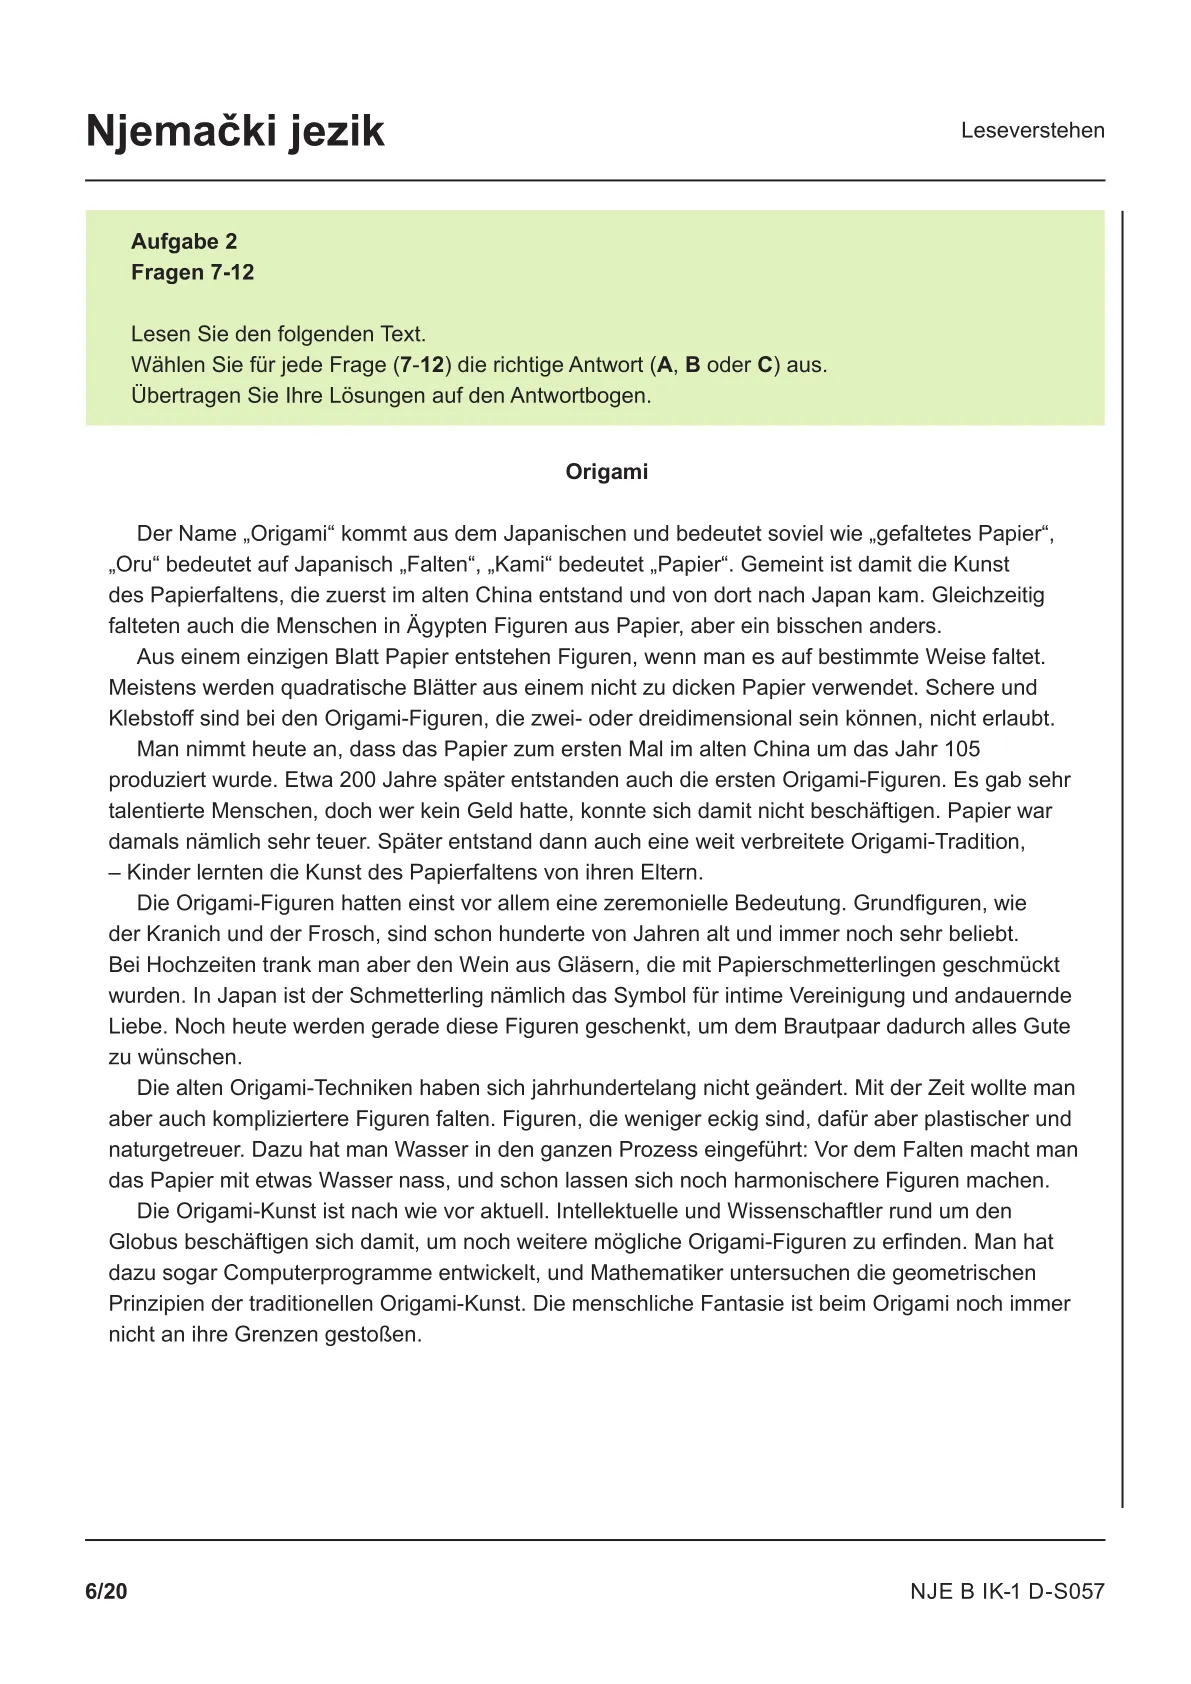 Njemački jezik
Leseverstehen
Aufgabe 2
Fragen 7-12
Lesen Sie den folgenden Text.
Wählen Sie für jede Frage (7-12) die richtige Antwort (A, B oder C) aus.
Übertragen Sie Ihre Lösungen auf den Antwortbogen.
Origami
Der Name „Origami“ kommt aus dem Japanischen und bedeutet soviel wie „gefaltetes Papier“,
„Oru“ bedeutet auf Japanisch „Falten“, „Kami“ bedeutet „Papier“. Gemeint ist damit die Kunst
des Papierfaltens, die zuerst im alten China entstand und von dort nach Japan kam. Gleichzeitig
falteten auch die Menschen in Ägypten Figuren aus Papier, aber ein bisschen anders.
Aus einem einzigen Blatt Papier entstehen Figuren, wenn man es auf bestimmte Weise faltet.
Meistens werden quadratische Blätter aus einem nicht zu dicken Papier verwendet. Schere und
Klebstoff sind bei den Origami-Figuren, die zwei- oder dreidimensional sein können, nicht erlaubt.
Man nimmt heute an, dass das Papier zum ersten Mal im alten China um das Jahr 105
produziert wurde. Etwa 200 Jahre später entstanden auch die ersten Origami-Figuren. Es gab sehr
talentierte Menschen, doch wer kein Geld hatte, konnte sich damit nicht beschäftigen. Papier war
damals nämlich sehr teuer. Später entstand dann auch eine weit verbreitete Origami-Tradition,
– Kinder lernten die Kunst des Papierfaltens von ihren Eltern.
Die Origami-Figuren hatten einst vor allem eine zeremonielle Bedeutung. Grundfiguren, wie
der Kranich und der Frosch, sind schon hunderte von Jahren alt und immer noch sehr beliebt.
Bei Hochzeiten trank man aber den Wein aus Gläsern, die mit Papierschmetterlingen geschmückt
wurden. In Japan ist der Schmetterling nämlich das Symbol für intime Vereinigung und andauernde
Liebe. Noch heute werden gerade diese Figuren geschenkt, um dem Brautpaar dadurch alles Gute
zu wünschen.
Die alten Origami-Techniken haben sich jahrhundertelang nicht geändert. Mit der Zeit wollte man
aber auch kompliziertere Figuren falten. Figuren, die weniger eckig sind, dafür aber plastischer und
naturgetreuer. Dazu hat man Wasser in den ganzen Prozess eingeführt: Vor dem Falten macht man
das Papier mit etwas Wasser nass, und schon lassen sich noch harmonischere Figuren machen.
Die Origami-Kunst ist nach wie vor aktuell. Intellektuelle und Wissenschaftler rund um den
Globus beschäftigen sich damit, um noch weitere mögliche Origami-Figuren zu erfinden. Man hat
dazu sogar Computerprogramme entwickelt, und Mathematiker untersuchen die geometrischen
Prinzipien der traditionellen Origami-Kunst. Die menschliche Fantasie ist beim Origami noch immer
nicht an ihre Grenzen gestoßen.
6/20
NJE B IK-1 D-S057